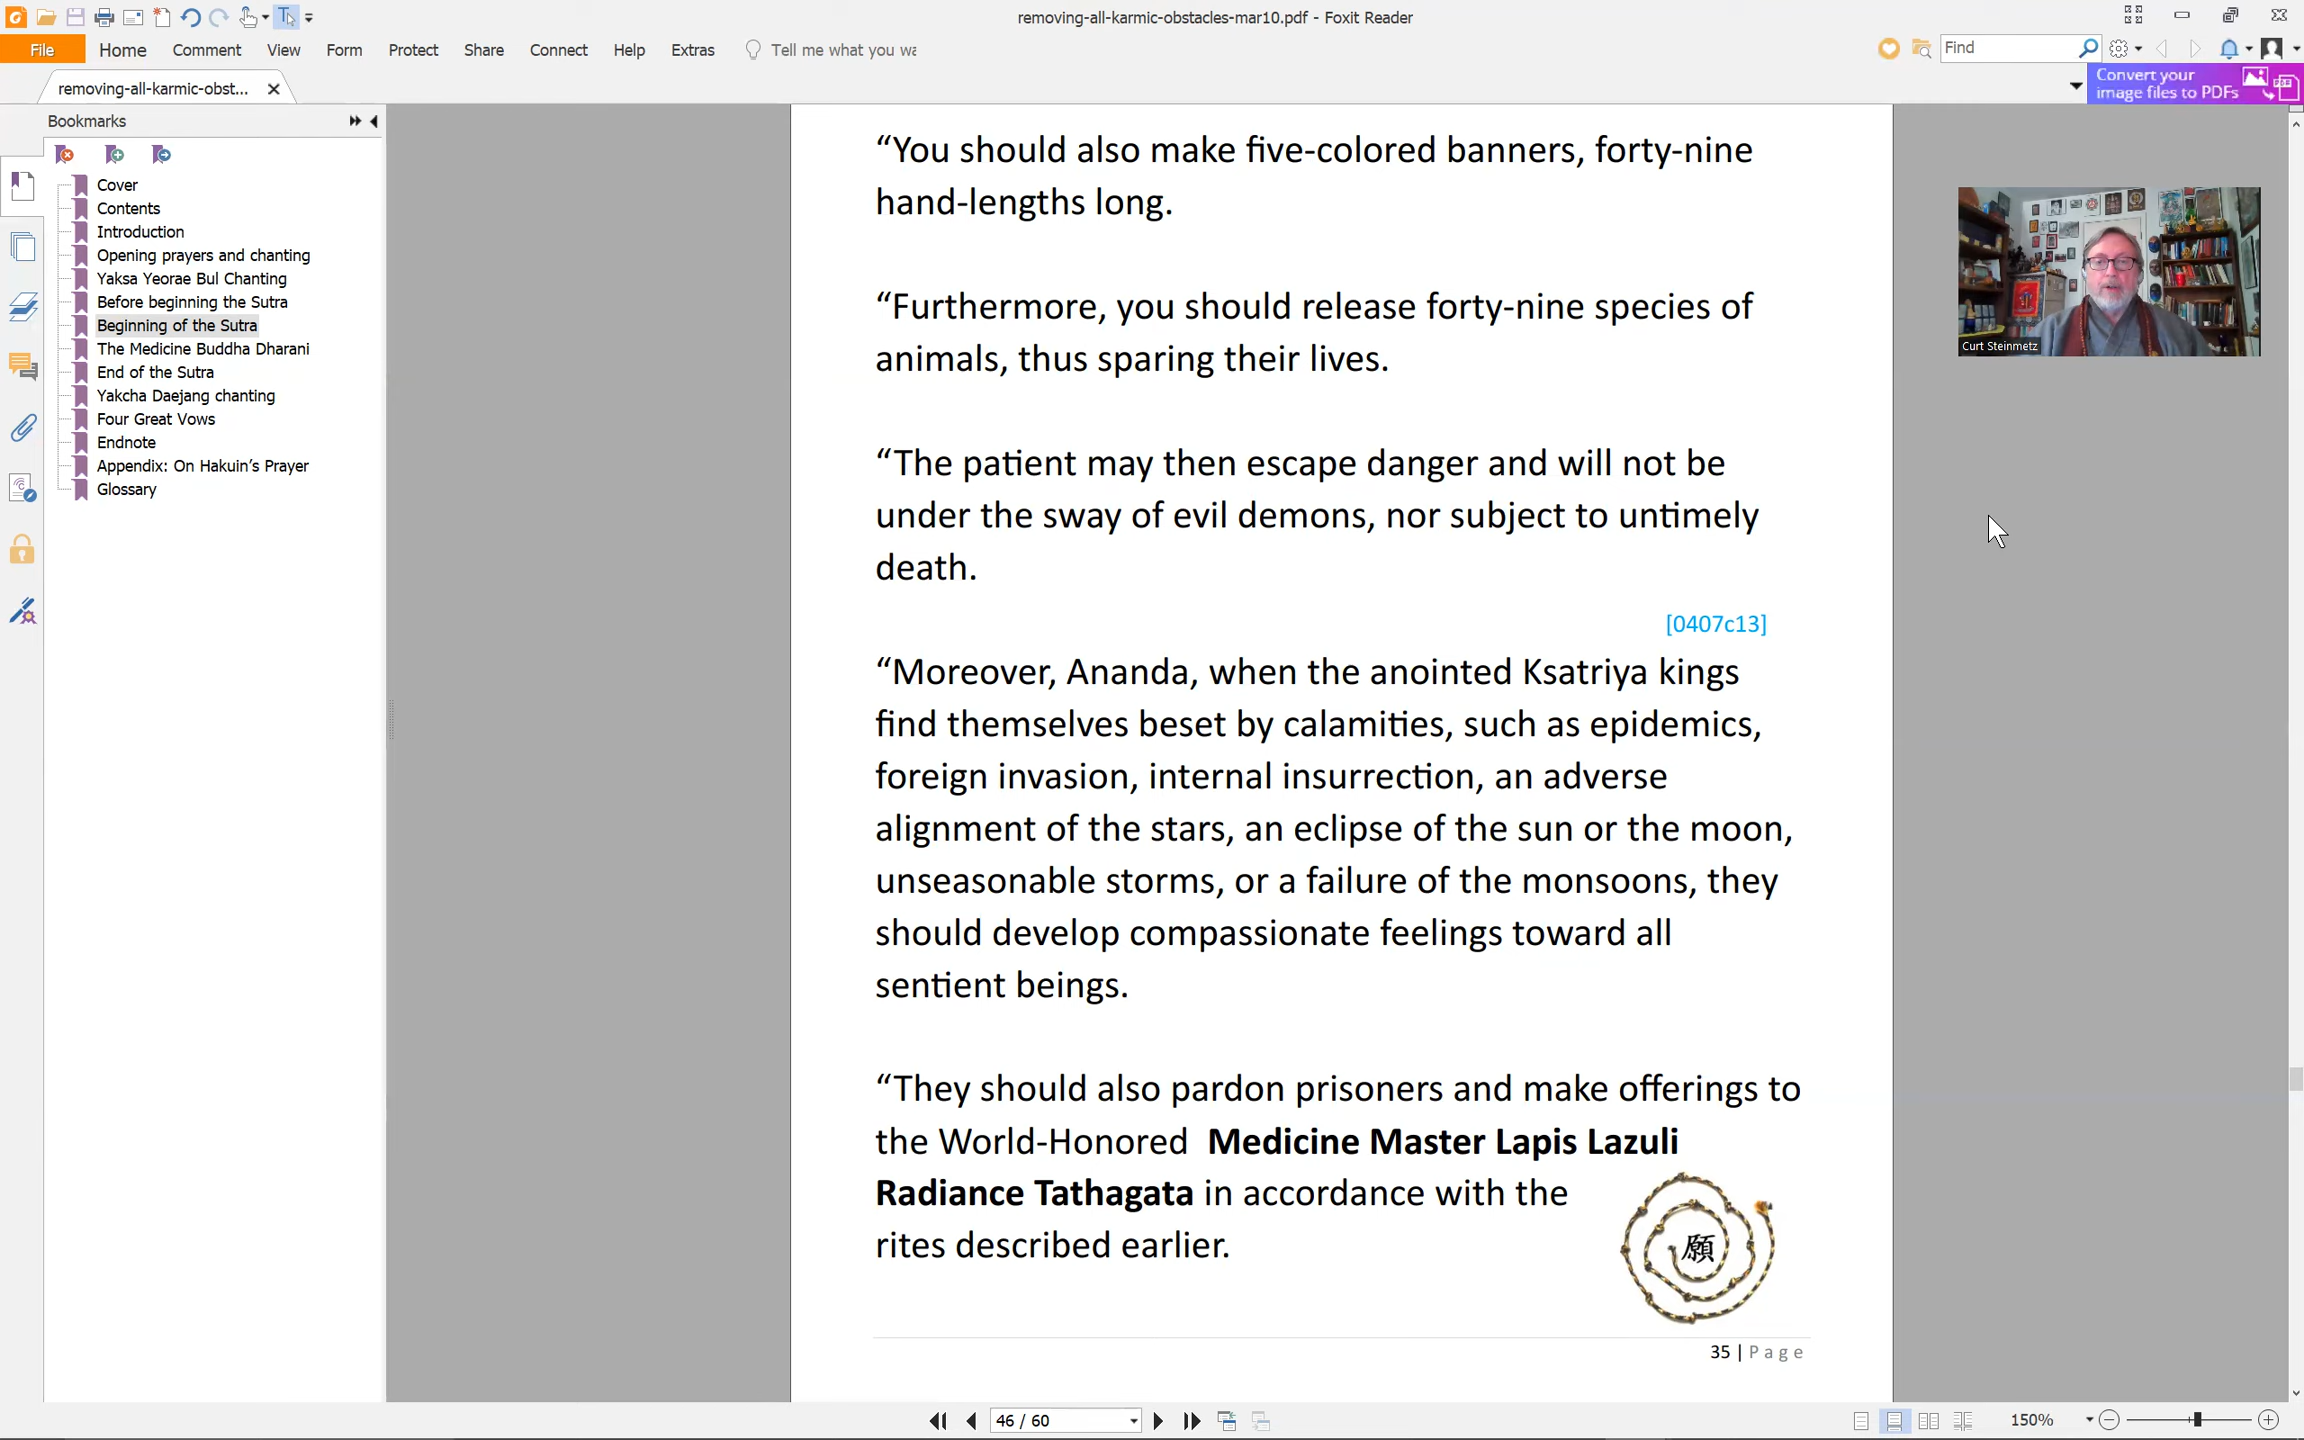 removing-all-karmic-obstacles-mar10.pdf - Foxit Reader
File Home Comment View Form Protect Share Connect Help Extras Tell me what you wa
Find
removing-all-karmic-obst...
Convert your
image files to PDFs
Bookmarks
Cover
Contents
Introduction
Opening prayers and chanting
Yaksa Yeorae Bul Chanting
Before beginning the Sutra
Beginning of the Sutra
The Medicine Buddha Dharani
End of the Sutra
Yakcha Daejang chanting
Four Great Vows
Endnote
Appendix: On Hakuin’s Prayer
Glossary
“You should also make five-colored banners, forty-nine
hand-lengths long.
“Furthermore, you should release forty-nine species of
animals, thus sparing their lives.
“The patient may then escape danger and will not be
under the sway of evil demons, nor subject to untimely
death.
[0407c13]
“Moreover, Ananda, when the anointed Ksatriya kings
find themselves beset by calamities, such as epidemics,
foreign invasion, internal insurrection, an adverse
alignment of the stars, an eclipse of the sun or the moon,
unseasonable storms, or a failure of the monsoons, they
should develop compassionate feelings toward all
sentient beings.
“They should also pardon prisoners and make offerings to
the World-Honored Medicine Master Lapis Lazuli
Radiance Tathagata in accordance with the
rites described earlier.
願
35 | Page
Curt Steinmetz
46 / 60
150%